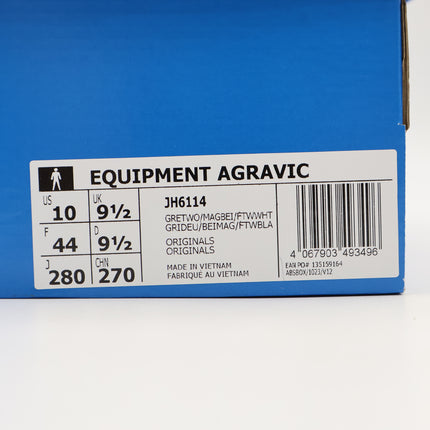 EQUIPMENT AGRAVIC
US 10 UK 9½
F 44 D 9½
J 280 CHN 270
JH6114
GRETWO/MAGBEI/FTWWHT
GRIDEU/BEIMAG/FTWBLA
ORIGINALS
ORIGINALS
MADE IN VIETNAM
FABRIQUE AU VIETNAM
4 067903 493496
EAN PO# 135159164
ABSBOX/1023/V12